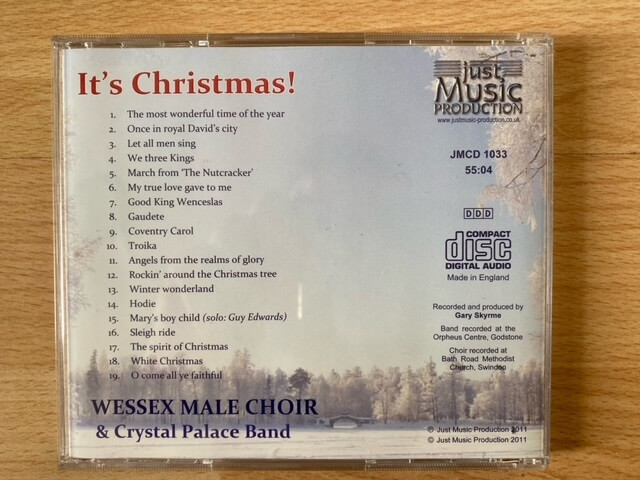 It's Christmas!
1. The most wonderful time of the year
2. Once in royal David's city
3. Let all men sing
4. We three Kings
5. March from 'The Nutcracker'
6. My true love gave to me
7. Good King Wenceslas
8. Gaudete
9. Coventry Carol
10. Troika
11. Angels from the realms of glory
12. Rockin' around the Christmas tree
13. Winter wonderland
14. Hodie
15. Mary's boy child (solo: Guy Edwards)
16. Sleigh ride
17. The spirit of Christmas
18. White Christmas
19. O come all ye faithful
WESSEX MALE CHOIR
& Crystal Palace Band
just
Music
PRODUCTION
www.justmusic-production.co.uk
JMCD 1033
55:04
DDD
COMPACT
disc
DIGITAL AUDIO
Made in England
Recorded and produced by
Gary Skyrme
Band recorded at the
Orpheus Centre, Godstone
Choir recorded at
Bath Road Methodist
Church, Swindon
℗ Just Music Production 2011
© Just Music Production 2011